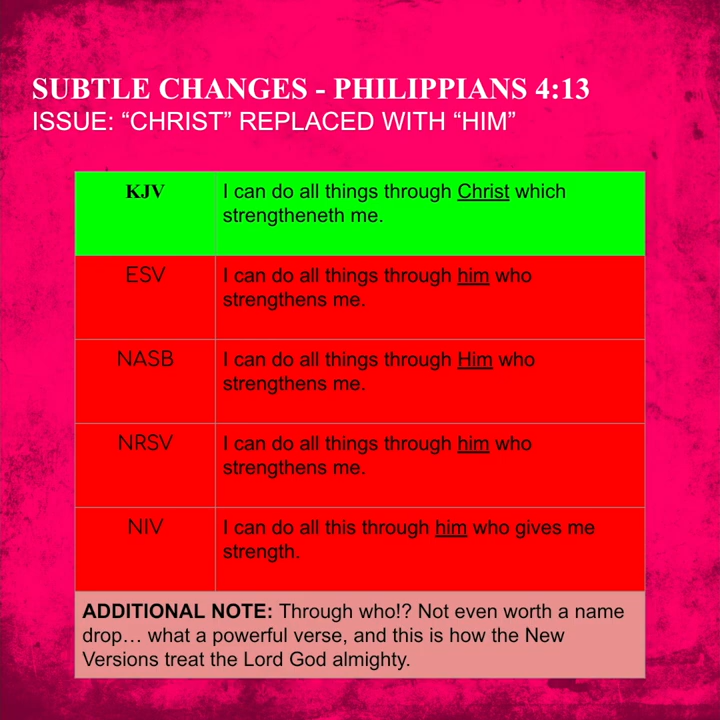 SUBTLE CHANGES - PHILIPPIANS 4:13
ISSUE: “CHRIST” REPLACED WITH “HIM”
KJV
I can do all things through Christ which
strengtheneth me.
ESV
I can do all things through him who
strengthens me.
NASB
I can do all things through Him who
strengthens me.
NRSV
I can do all things through him who
strengthens me.
NIV
I can do all this through him who gives me
strength.
ADDITIONAL NOTE: Through who!? Not even worth a name
drop… what a powerful verse, and this is how the New
Versions treat the Lord God almighty.